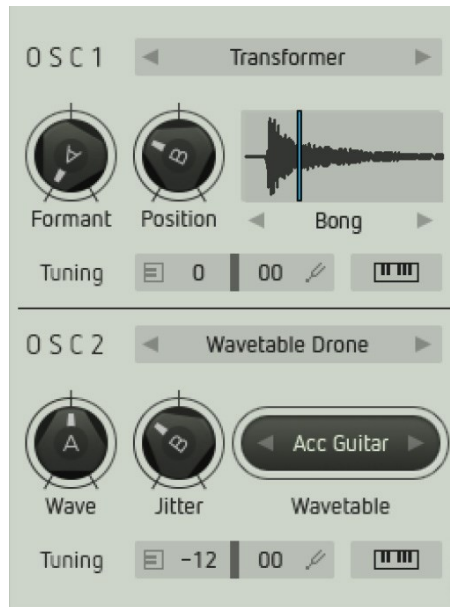 OSC1
Transformer
A
B
Formant
Position
Bong
Tuning
0
00
OSC2
Wavetable Drone
A
B
Acc Guitar
Wave
Jitter
Wavetable
Tuning
-12
00